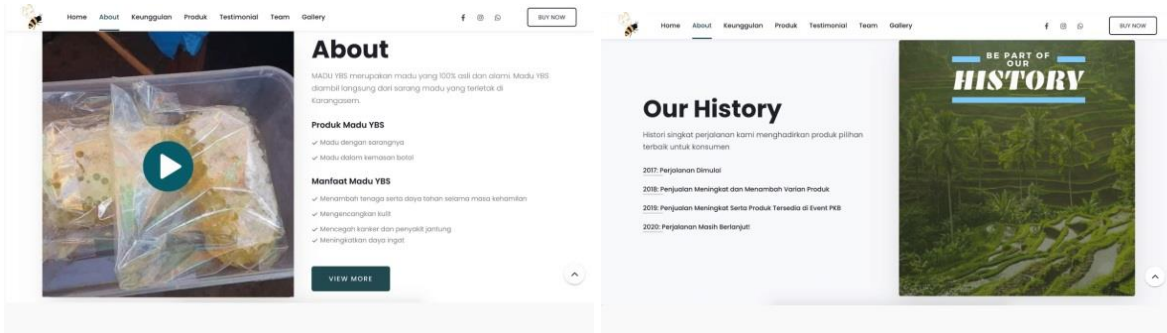 Home About Keunggulan Produk Testimonial Team Gallery BUY NOW
About
MADU YBS merupakan madu yang 100% asli dan alami. Madu YBS
diambil langsung dari sarang madu yang terletak di
Karangasem.
Produk Madu YBS
Madu dengan sarangnya
Madu dalam kemasan botol
Manfaat Madu YBS
Menambah tenaga serta daya tahan selama masa kehamilan
Mengencangkan kulit
Mencegah kanker dan penyakit jantung
Meningkatkan daya ingat
VIEW MORE
Home About Keunggulan Produk Testimonial Team Gallery BUY NOW
Our History
Histori singkat perjalanan kami menghadirkan produk pilihan
terbaik untuk konsumen
2017: Perjalanan Dimulai
2018: Penjualan Meningkat dan Menambah Varian Produk
2019: Penjualan Meningkat Serta Produk Tersedia di Event PKB
2020: Perjalanan Masih Berlanjut!
BE PART OF
OUR
HISTORY